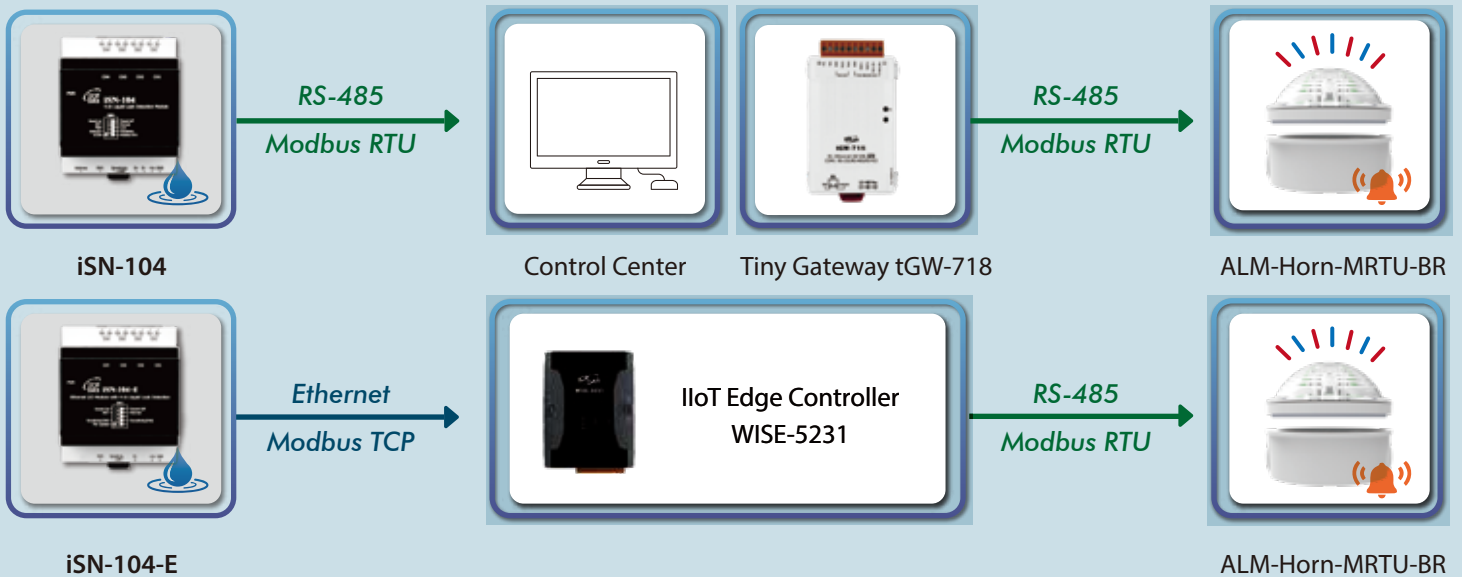 RS-485
Modbus RTU
RS-485
Modbus RTU
iSN-104
Control Center
Tiny Gateway tGW-718
ALM-Horn-MRTU-BR
Ethernet
Modbus TCP
IIoT Edge Controller
WISE-5231
RS-485
Modbus RTU
iSN-104-E
ALM-Horn-MRTU-BR